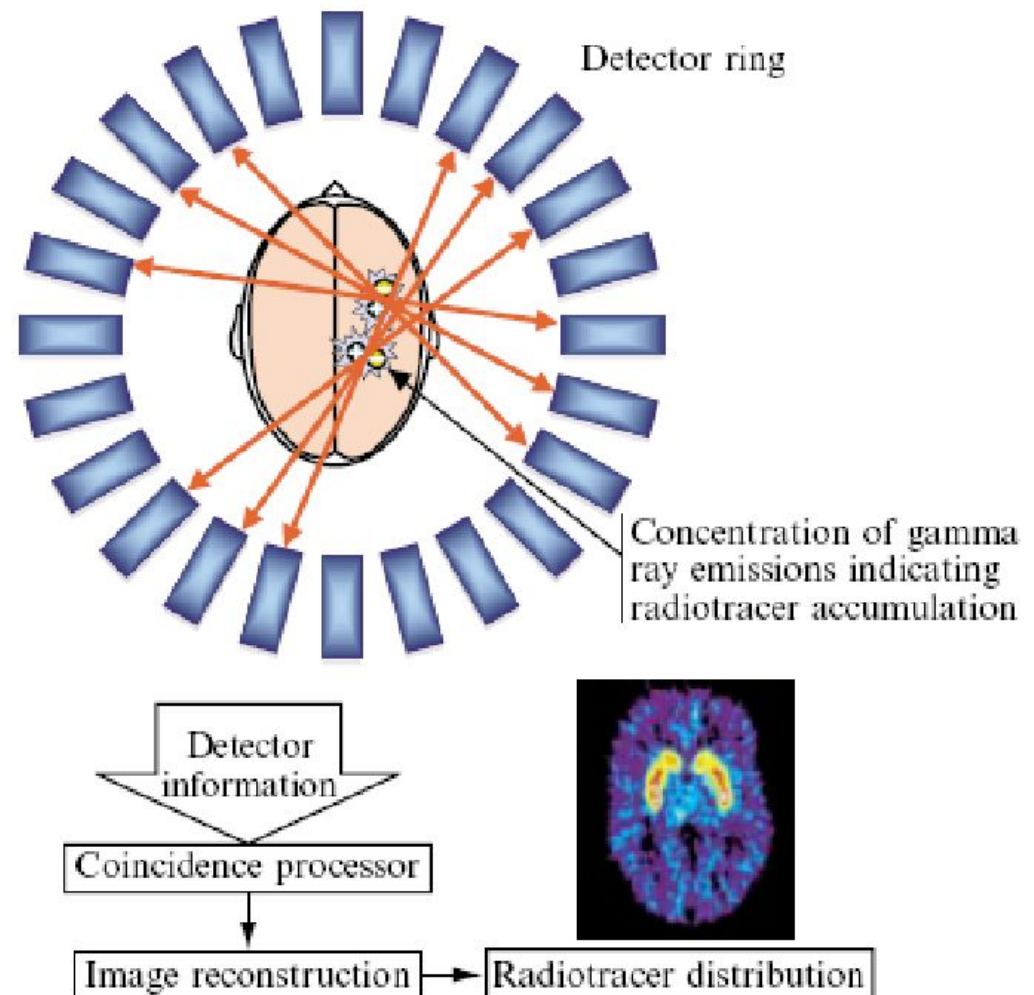 Detector ring
Concentration of gamma
ray emissions indicating
radiotracer accumulation
Detector
information
Coincidence processor
Image reconstruction
Radiotracer distribution